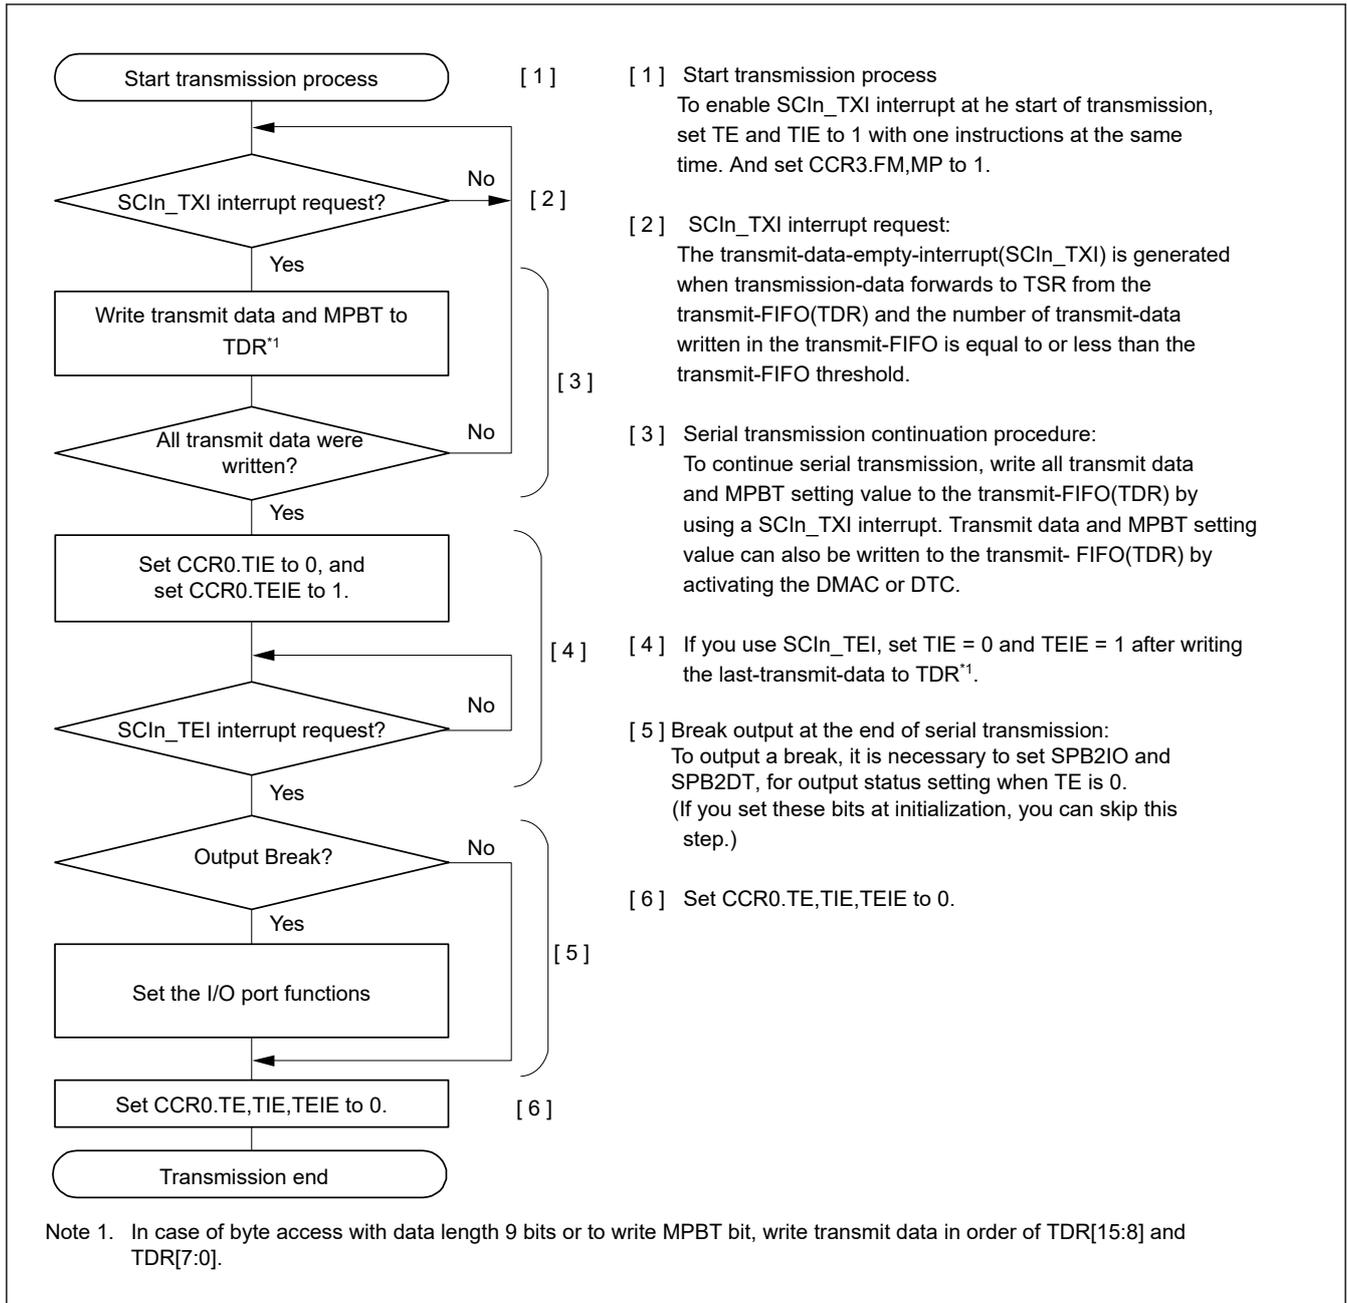 Start transmission process
[ 1 ]
SCIn_TXI interrupt request?
No
[ 2 ]
Yes
Write transmit data and MPBT to
TDR*1
[ 3 ]
All transmit data were
written?
No
Yes
Set CCR0.TIE to 0, and
set CCR0.TEIE to 1.
[ 4 ]
SCIn_TEI interrupt request?
No
Yes
Output Break?
No
Yes
[ 5 ]
Set the I/O port functions
Set CCR0.TE,TIE,TEIE to 0.
[ 6 ]
Transmission end
[ 1 ] Start transmission process
To enable SCIn_TXI interrupt at he start of transmission,
set TE and TIE to 1 with one instructions at the same
time. And set CCR3.FM,MP to 1.
[ 2 ] SCIn_TXI interrupt request:
The transmit-data-empty-interrupt(SCIn_TXI) is generated
when transmission-data forwards to TSR from the
transmit-FIFO(TDR) and the number of transmit-data
written in the transmit-FIFO is equal to or less than the
transmit-FIFO threshold.
[ 3 ] Serial transmission continuation procedure:
To continue serial transmission, write all transmit data
and MPBT setting value to the transmit-FIFO(TDR) by
using a SCIn_TXI interrupt. Transmit data and MPBT setting
value can also be written to the transmit- FIFO(TDR) by
activating the DMAC or DTC.
[ 4 ] If you use SCIn_TEI, set TIE = 0 and TEIE = 1 after writing
the last-transmit-data to TDR*1.
[ 5 ] Break output at the end of serial transmission:
To output a break, it is necessary to set SPB2IO and
SPB2DT, for output status setting when TE is 0.
(If you set these bits at initialization, you can skip this
step.)
[ 6 ] Set CCR0.TE,TIE,TEIE to 0.
Note 1. In case of byte access with data length 9 bits or to write MPBT bit, write transmit data in order of TDR[15:8] and
TDR[7:0].